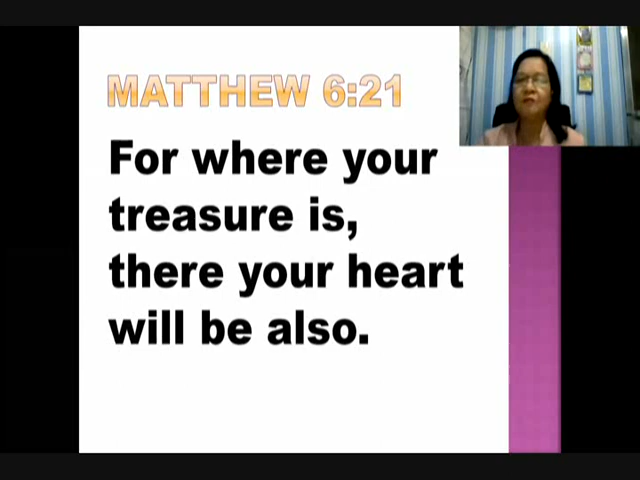 MATTHEW 6:21
For where your
treasure is,
there your heart
will be also.